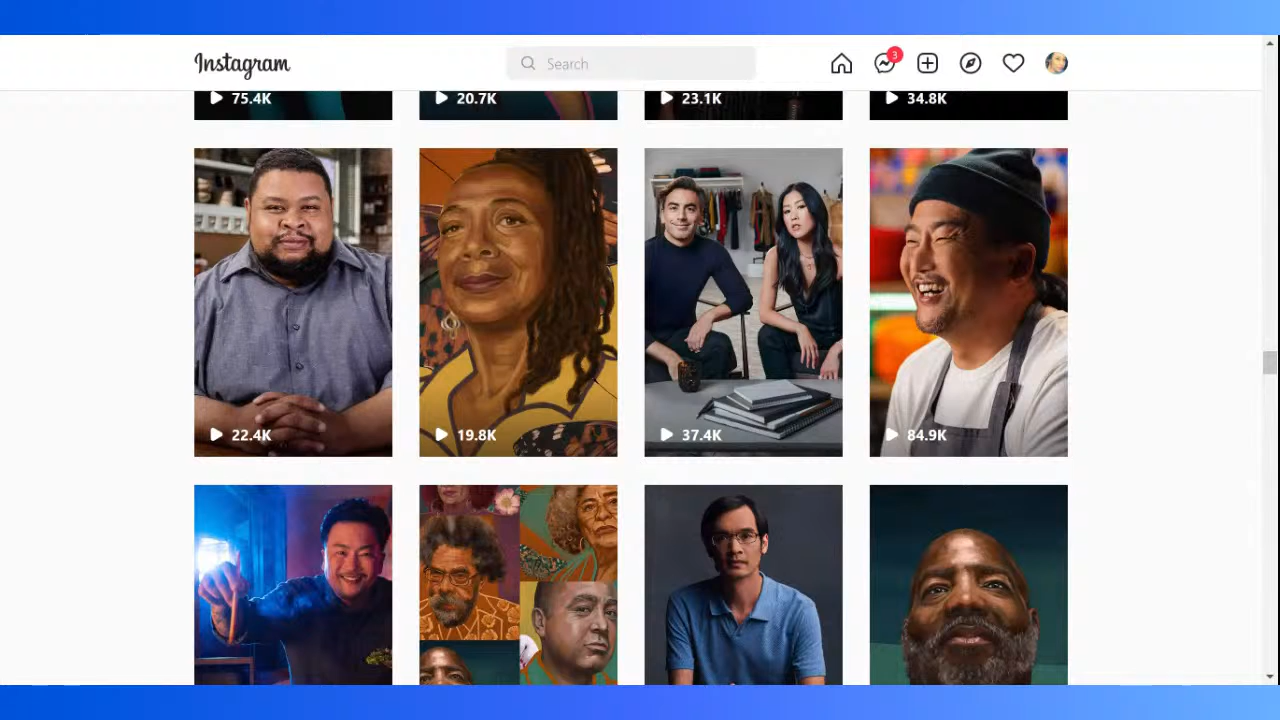 Instagram
Search
3
75.4K
20.7K
23.1K
34.8K
22.4K
19.8K
37.4K
84.9K